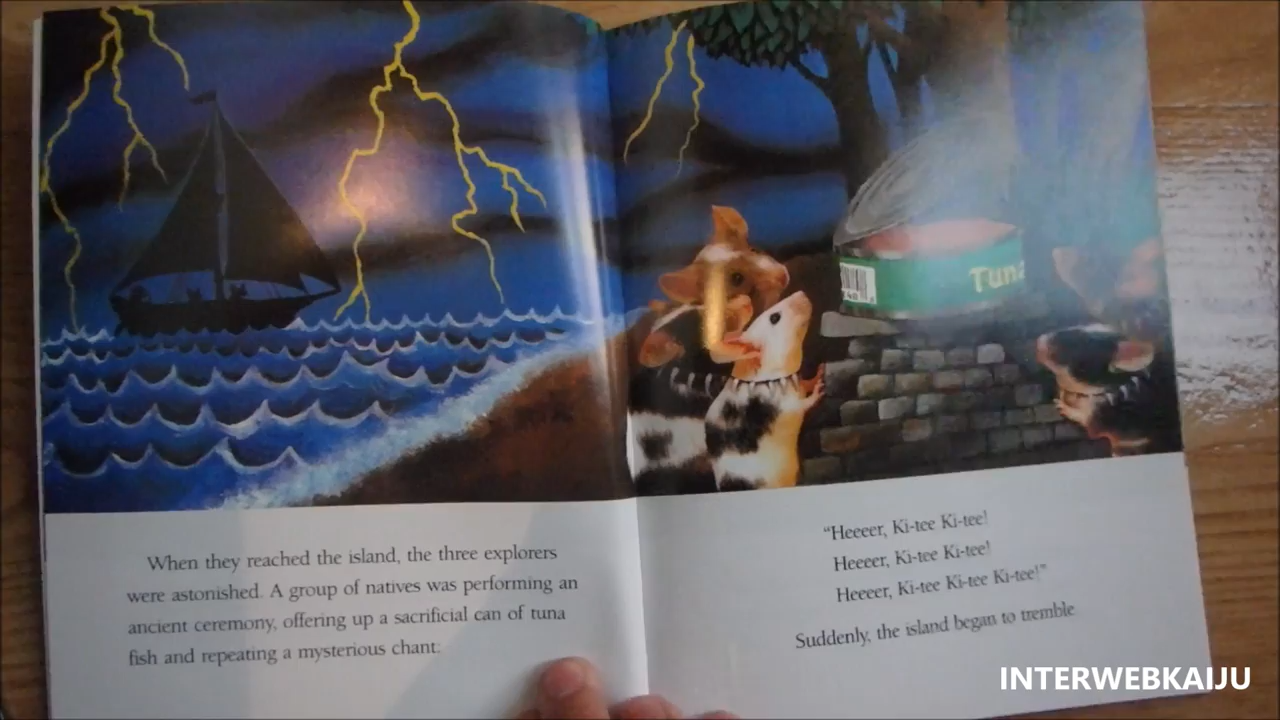 Tuna
When they reached the island, the three explorers
were astonished. A group of natives was performing an
ancient ceremony, offering up a sacrificial can of tuna
fish and repeating a mysterious chant:
“Heeeer, Ki-tee Ki-tee!
Heeeer, Ki-tee Ki-tee!
Heeeer, Ki-tee Ki-tee Ki-tee!”
Suddenly, the island began to tremble
INTERWEBKAIJU